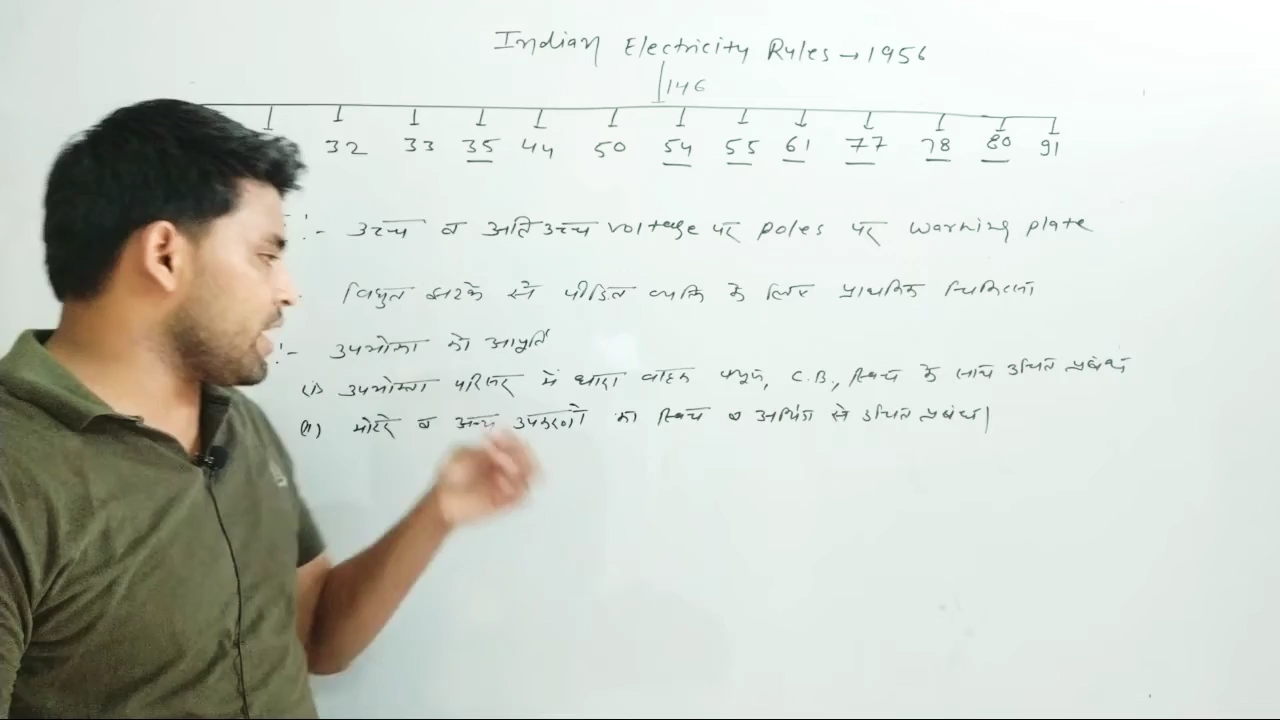 Indian Electricity Rules → 1956
146
32 33 35 44 50 54 55 61 77 78 80 91
:- उच्च व अतिउच्च voltage पर poles पर warning plate
विधुत झटके से पीडित व्यक्ति के लिए प्राथमिक चिकित्सा
:- उपभोक्ता को आपूर्ति
(i) उपभोक्ता परिसर में धारा वाहक फ्यूज, C.B., स्विच के साथ उचित प्रबंध
(ii) मोटरे व अन्य उपकरणो का स्विच व अर्थिंग से उचित प्रबंध।